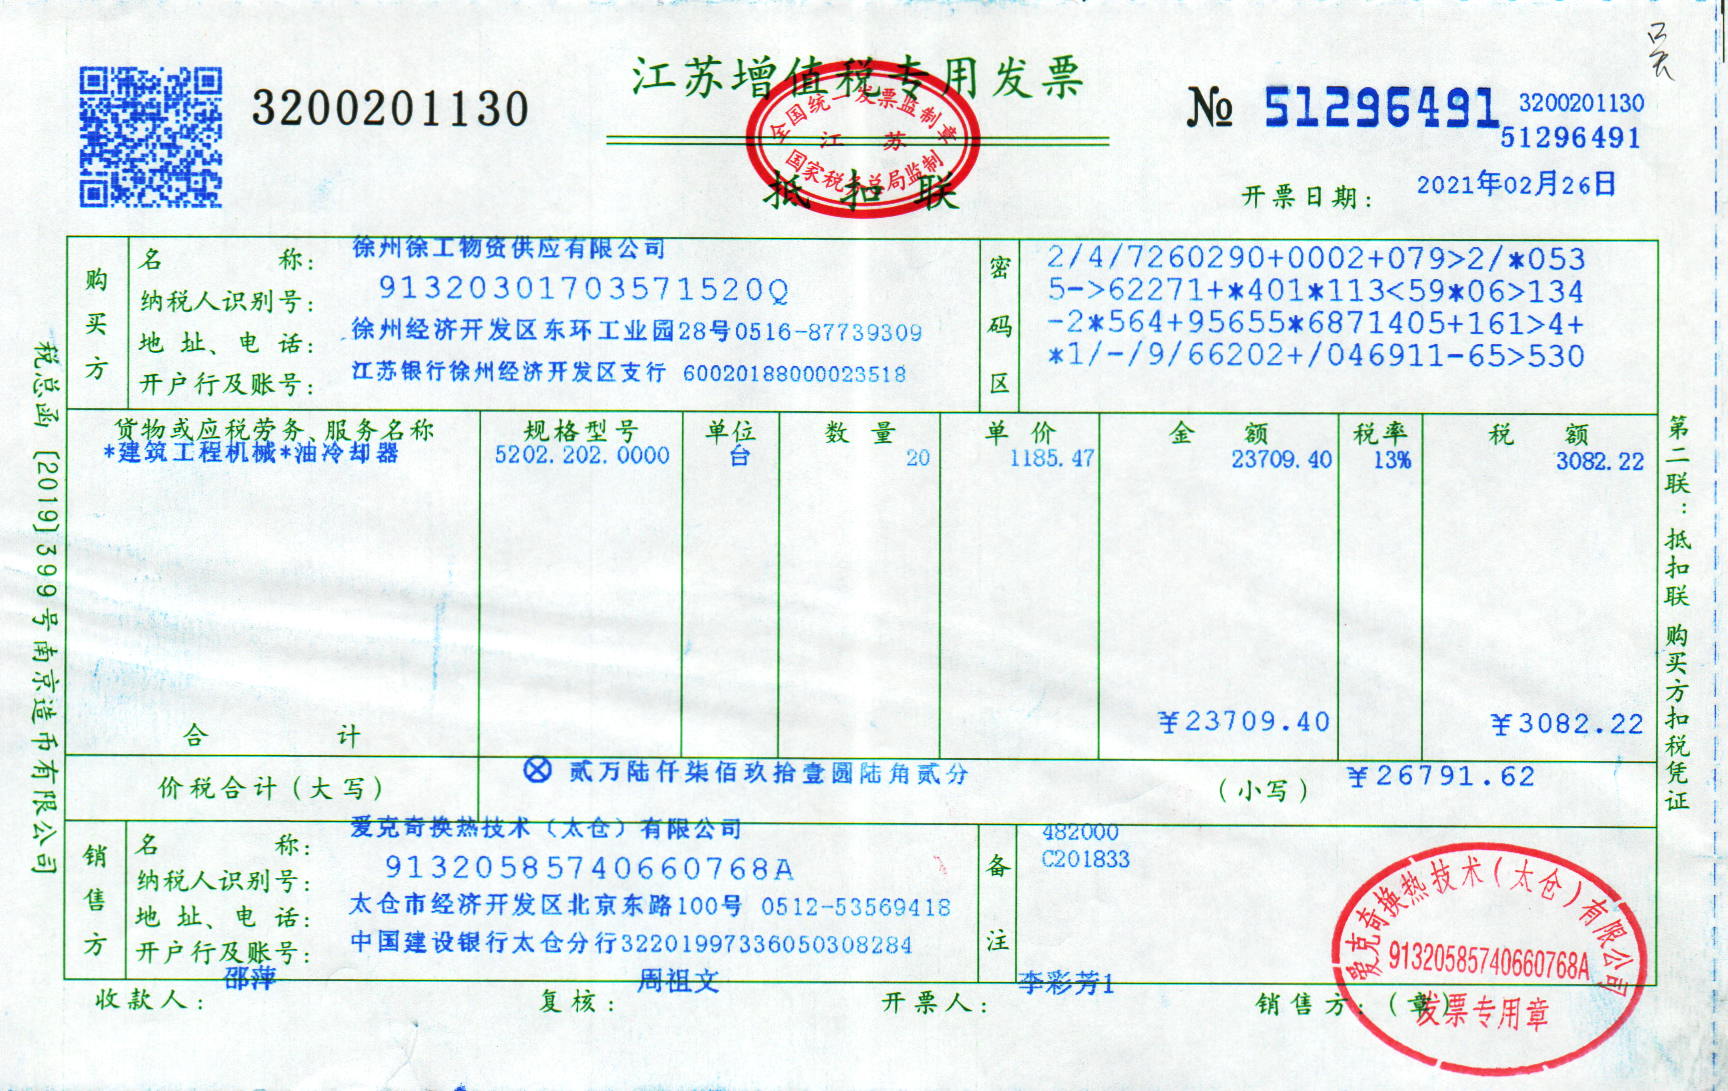 吴
3200201130
江苏增值税专用发票
全国统一发票监制章
江 苏
国家税务总局监制
抵扣联
№ 51296491
3200201130
51296491
开票日期: 2021年02月26日
购买方
名 称: 徐州徐工物资供应有限公司
纳税人识别号: 91320301703571520Q
地 址、电 话: 徐州经济开发区东环工业园28号0516-87739309
开户行及账号: 江苏银行徐州经济开发区支行 60020188000023518
密码区
2/4/7260290+0002+079>2/*053
5->62271+*401*113<59*06>134
-2*564+95655*6871405+161>4+
*1/-/9/66202+/046911-65>530
货物或应税劳务、服务名称 规格型号 单位 数 量 单 价 金 额 税率 税 额
*建筑工程机械*油冷却器 5202.202.0000 台 20 1185.47 23709.40 13% 3082.22
合 计 ¥23709.40 ¥3082.22
价税合计(大写) ⊗ 贰万陆仟柒佰玖拾壹圆陆角贰分 (小写) ¥26791.62
销售方
名 称: 爱克奇换热技术(太仓)有限公司
纳税人识别号: 91320585740660768A
地 址、电 话: 太仓市经济开发区北京东路100号 0512-53569418
开户行及账号: 中国建设银行太仓分行32201997336050308284
备注
482000
C201833
收款人: 邵萍 复核: 周祖文 开票人: 李彩芳1 销售方:(章)
爱克奇换热技术(太仓)有限公司
91320585740660768A
发票专用章
税总函[2019]399号南京造币有限公司
第二联:抵扣联 购买方扣税凭证